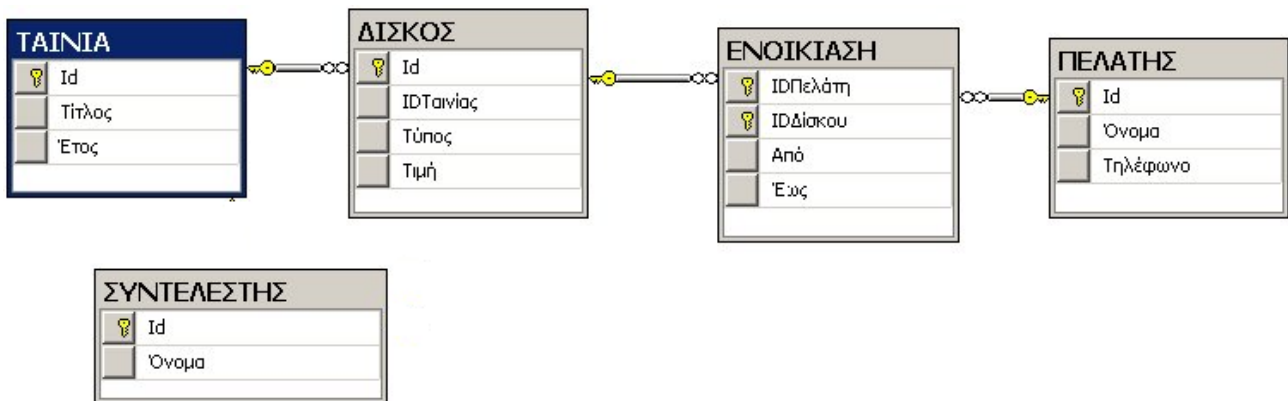 ΤΑΙΝΙΑ
Id
Τίτλος
Έτος
ΔΙΣΚΟΣ
Id
IDΤαινίας
Τύπος
Τιμή
ΕΝΟΙΚΙΑΣΗ
IDΠελάτη
IDΔίσκου
Από
Έως
ΠΕΛΑΤΗΣ
Id
Όνομα
Τηλέφωνο
ΣΥΝΤΕΛΕΣΤΗΣ
Id
Όνομα